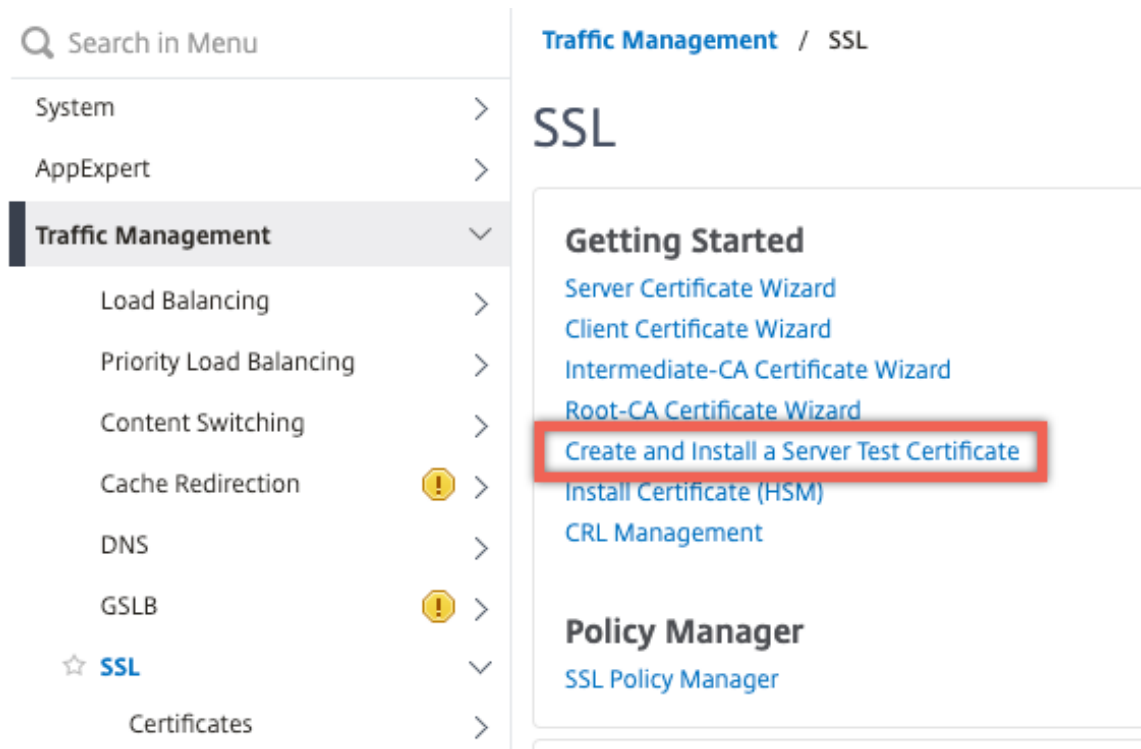 Search in Menu
System
AppExpert
Traffic Management
Load Balancing
Priority Load Balancing
Content Switching
Cache Redirection
DNS
GSLB
SSL
Certificates
Traffic Management / SSL
SSL
Getting Started
Server Certificate Wizard
Client Certificate Wizard
Intermediate-CA Certificate Wizard
Root-CA Certificate Wizard
Create and Install a Server Test Certificate
Install Certificate (HSM)
CRL Management
Policy Manager
SSL Policy Manager